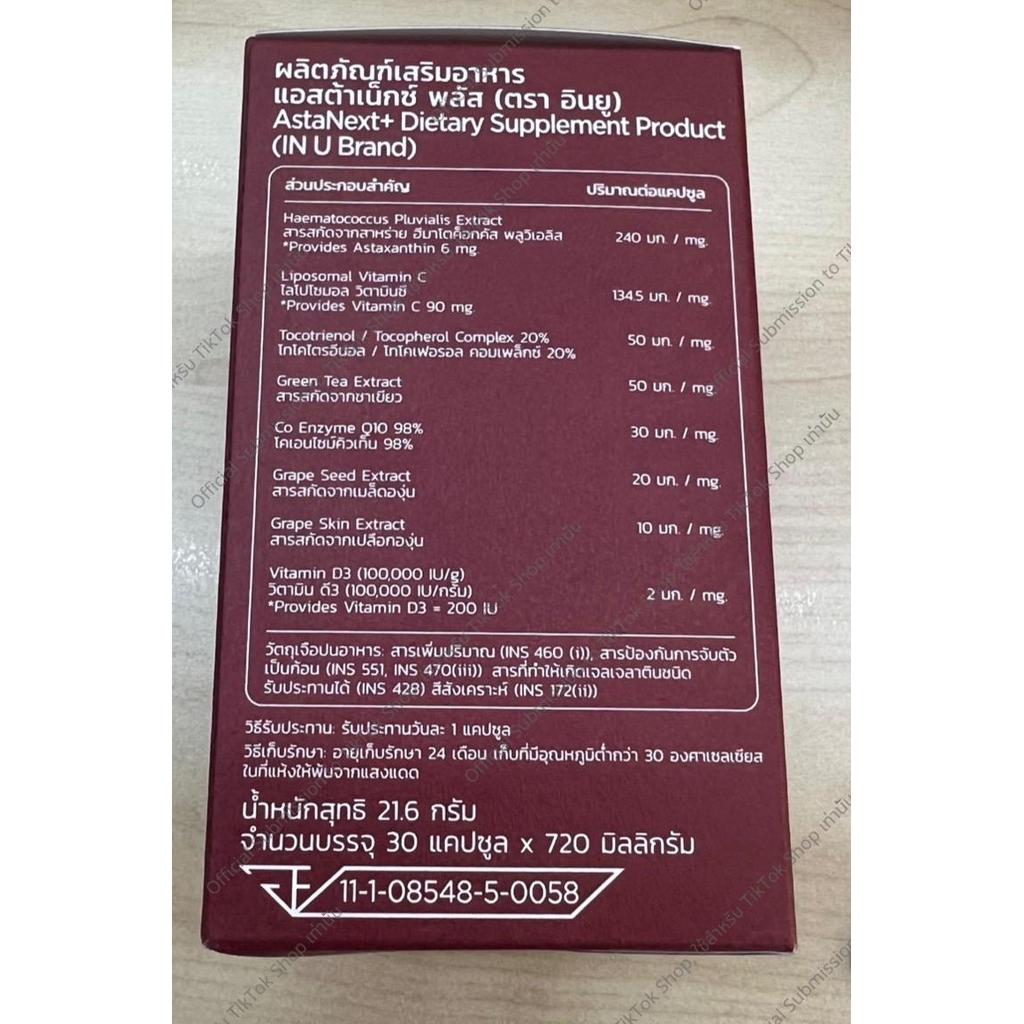 ผลิตภัณฑ์เสริมอาหาร
แอสต้าเน็กซ์ พลัส (ตรา อินยู)
AstaNext+ Dietary Supplement Product
(IN U Brand)
ส่วนประกอบสำคัญ ปริมาณต่อแคปซูล
Haematococcus Pluvialis Extract
สารสกัดจากสาหร่าย ฮีมาโตค็อกคัส พลูวิเอลิส 240 มก. / mg.
*Provides Astaxanthin 6 mg.
Liposomal Vitamin C
ไลโปโซมอล วิตามินซี 134.5 มก. / mg.
*Provides Vitamin C 90 mg.
Tocotrienol / Tocopherol Complex 20% 50 มก. / mg.
โทโคไตรอีนอล / โทโคเฟอรอล คอมเพล็กซ์ 20%
Green Tea Extract 50 มก. / mg.
สารสกัดจากชาเขียว
Co Enzyme Q10 98% 30 มก. / mg.
โคเอนไซม์คิวเท็น 98%
Grape Seed Extract 20 มก. / mg.
สารสกัดจากเมล็ดองุ่น
Grape Skin Extract 10 มก. / mg.
สารสกัดจากเปลือกองุ่น
Vitamin D3 (100,000 IU/g)
วิตามิน ดี3 (100,000 IU/กรัม) 2 มก. / mg.
*Provides Vitamin D3 = 200 IU
วัตถุเจือปนอาหาร: สารเพิ่มปริมาณ (INS 460 (i)), สารป้องกันการจับตัว
เป็นก้อน (INS 551, INS 470(iii)) สารที่ทำให้เกิดเจลเจลาตินชนิด
รับประทานได้ (INS 428) สีสังเคราะห์ (INS 172(ii))
วิธีรับประทาน: รับประทานวันละ 1 แคปซูล
วิธีเก็บรักษา: อายุเก็บรักษา 24 เดือน เก็บที่มีอุณหภูมิต่ำกว่า 30 องศาเซลเซียส
ในที่แห้งให้พ้นจากแสงแดด
น้ำหนักสุทธิ 21.6 กรัม
จำนวนบรรจุ 30 แคปซูล x 720 มิลลิกรัม
11-1-08548-5-0058